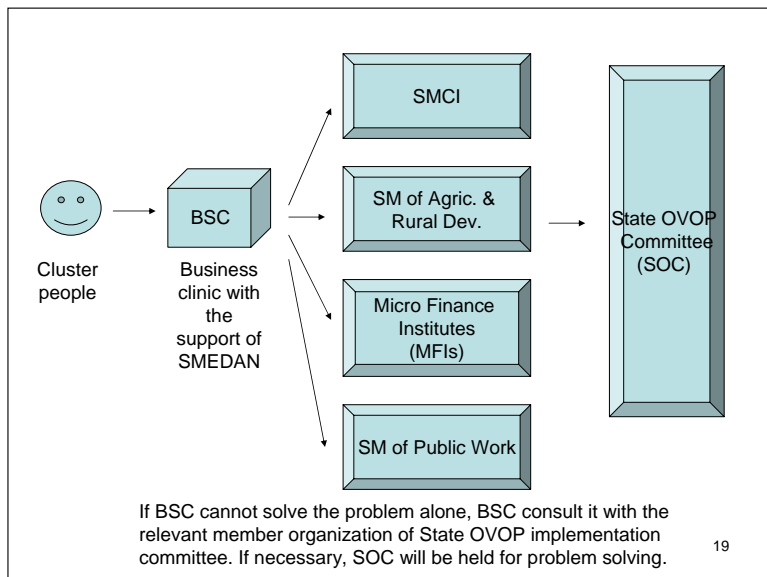 SMCI
SM of Agric. &
Rural Dev.
BSC
State OVOP
Committee
(SOC)
Cluster
people
Business
clinic with
the
support of
SMEDAN
Micro Finance
Institutes
(MFIs)
SM of Public Work
If BSC cannot solve the problem alone, BSC consult it with the
relevant member organization of State OVOP implementation
committee. If necessary, SOC will be held for problem solving.
19